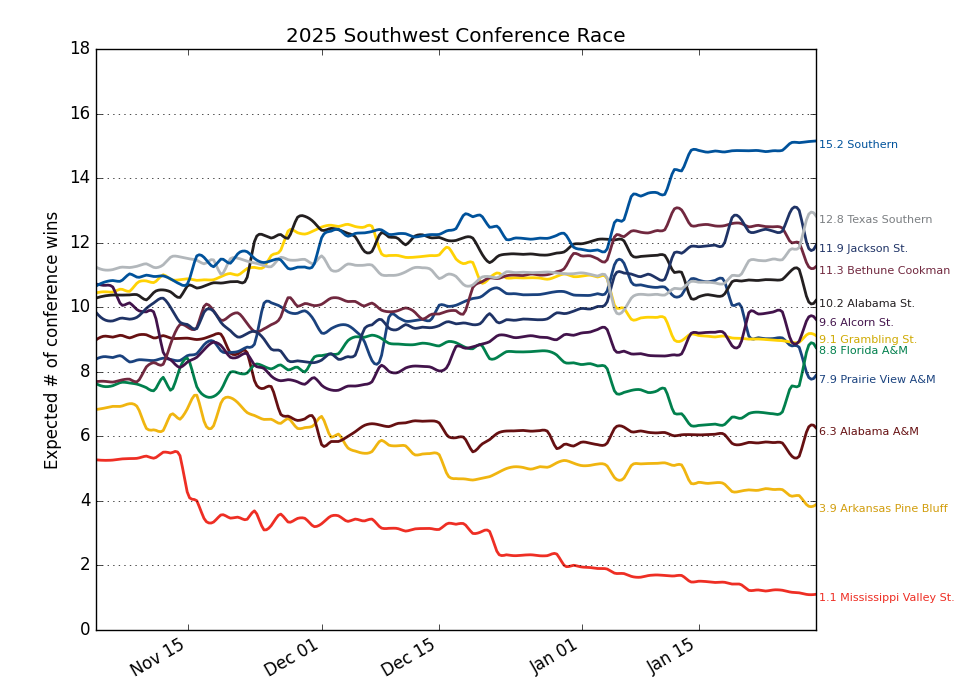 2025 Southwest Conference Race
Expected # of conference wins
18
16
14
12
10
8
6
4
2
0
Nov 15
Dec 01
Dec 15
Jan 01
Jan 15
15.2 Southern
12.8 Texas Southern
11.9 Jackson St.
11.3 Bethune Cookman
10.2 Alabama St.
9.6 Alcorn St.
9.1 Grambling St.
8.8 Florida A&M
7.9 Prairie View A&M
6.3 Alabama A&M
3.9 Arkansas Pine Bluff
1.1 Mississippi Valley St.